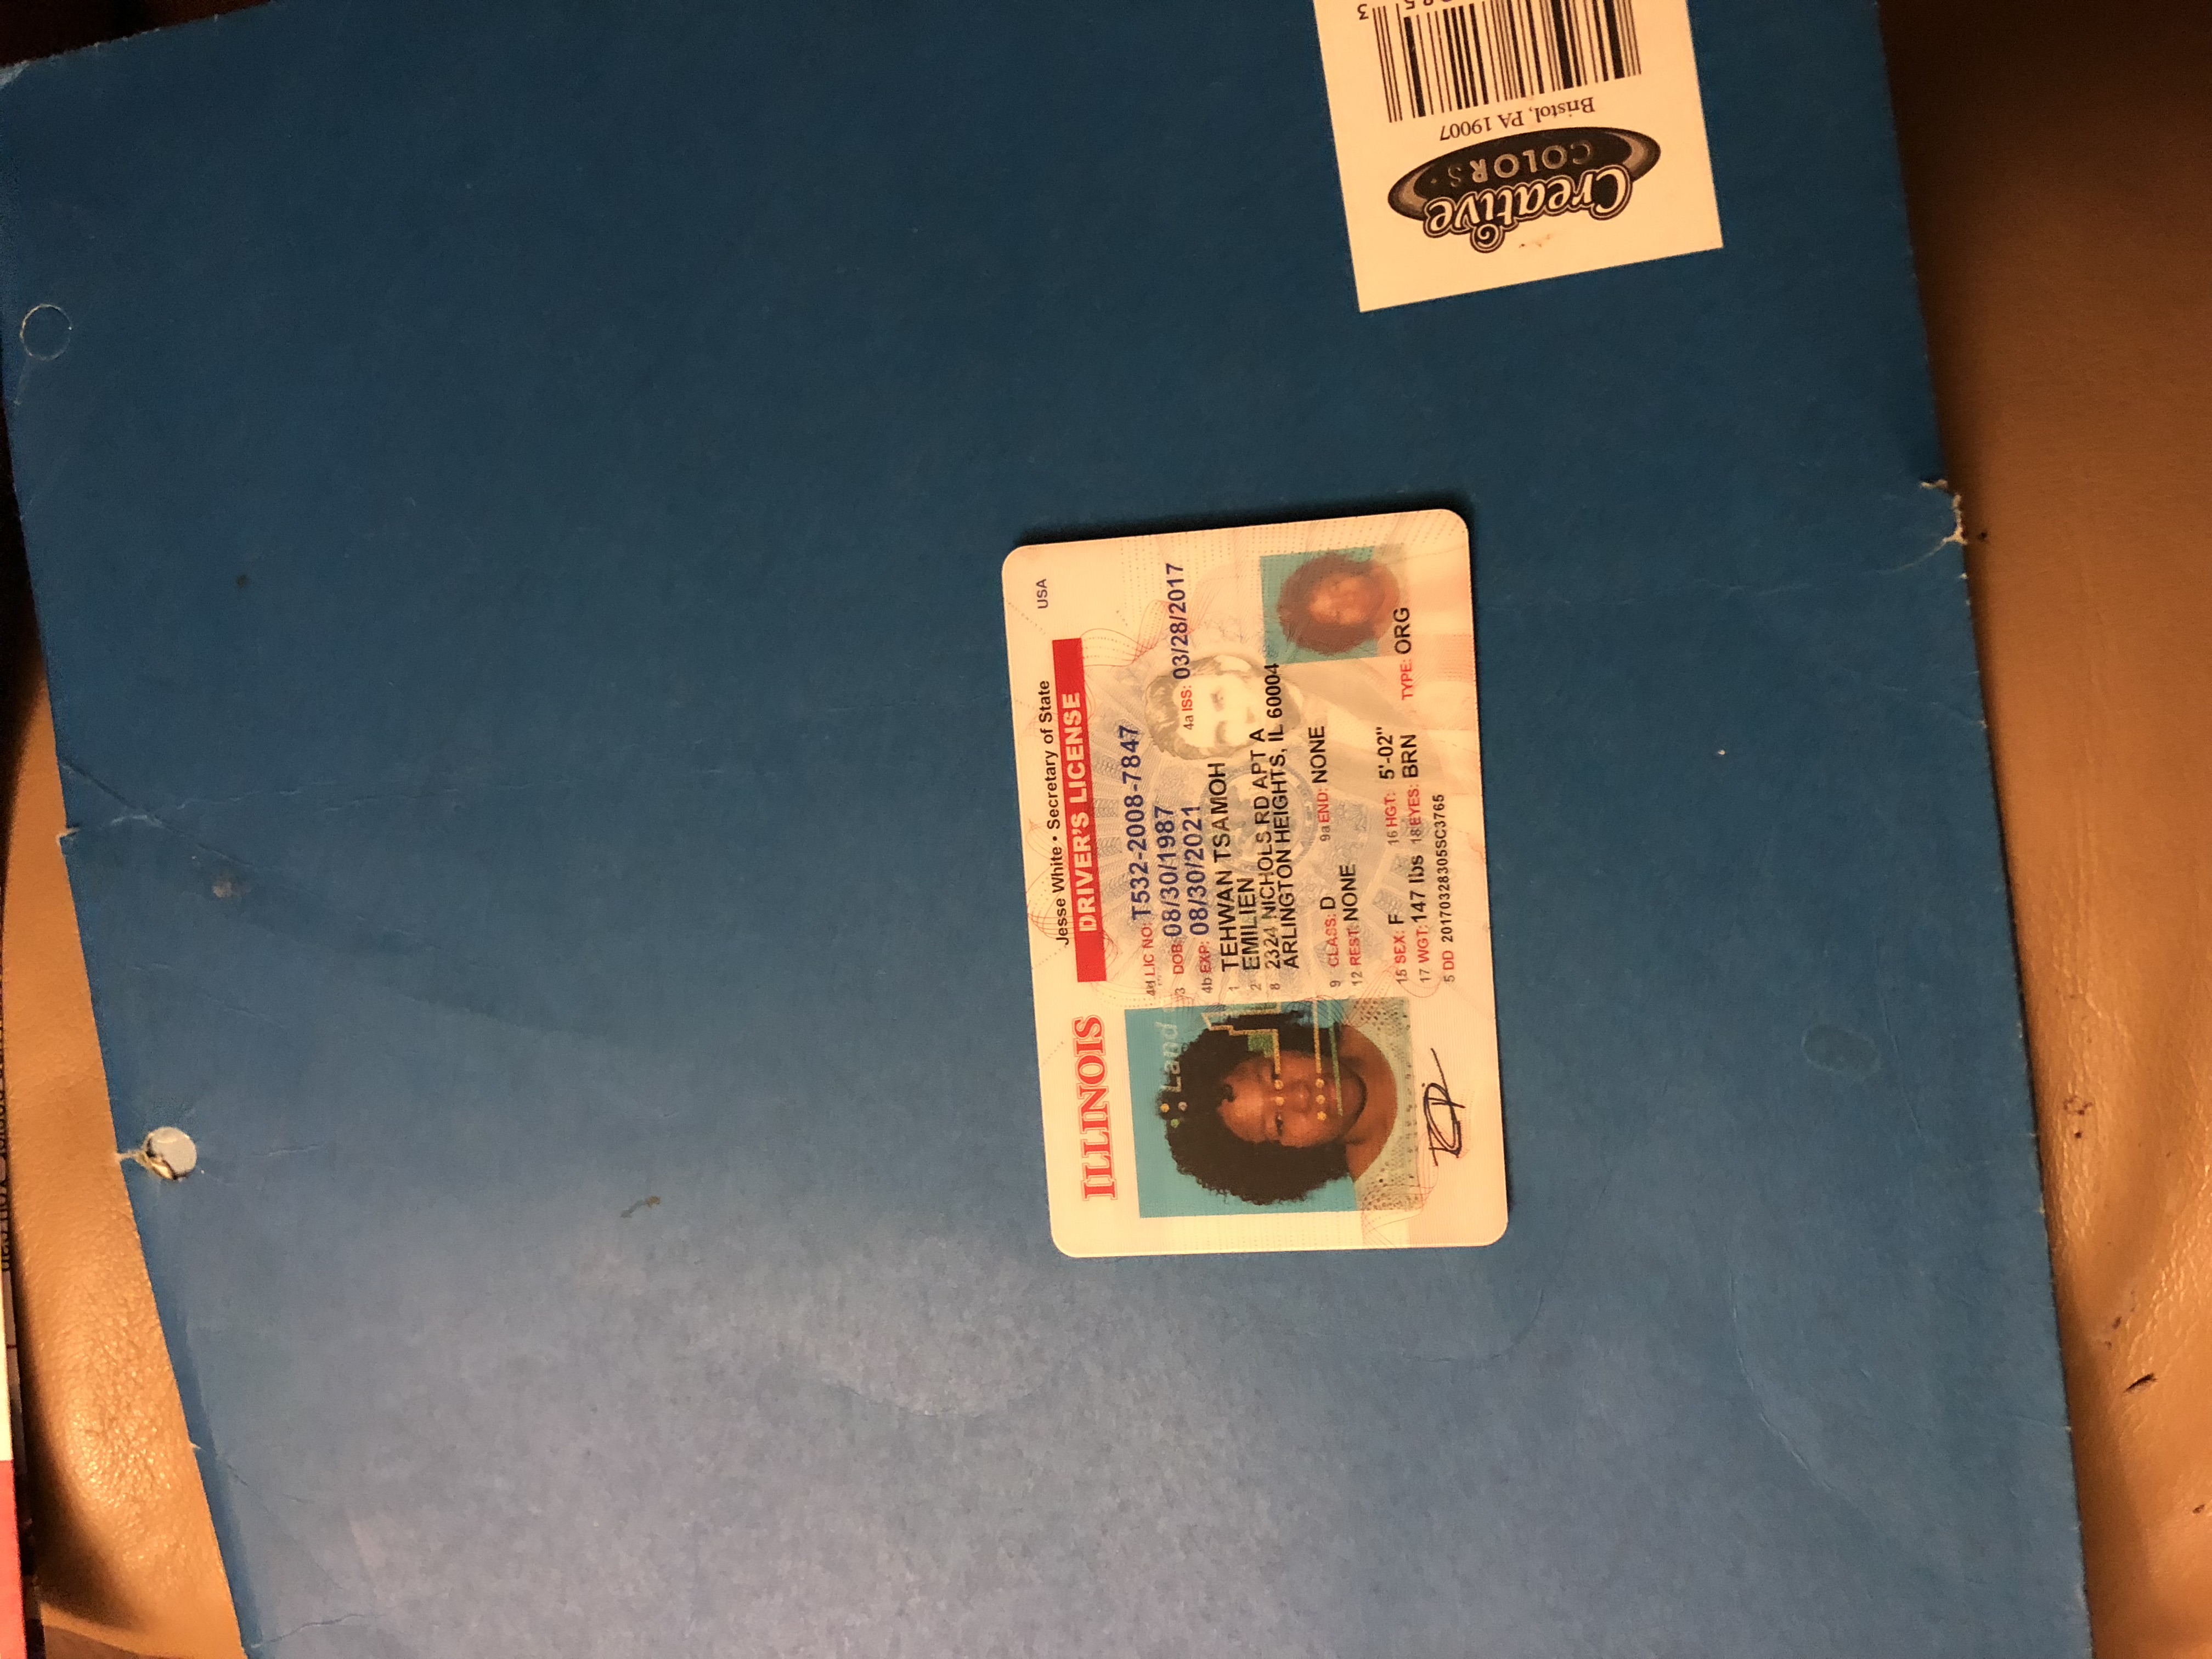 ILLINOIS
Jesse White • Secretary of State
USA
DRIVER'S LICENSE
4d LIC NO: T532-2008-7847
3 DOB: 08/30/1987
4b EXP: 08/30/2021
4a ISS: 03/28/2017
1 TEHWAN TSAMOH
2 EMILIEN
8 2324 NICHOLS RD APT A
ARLINGTON HEIGHTS, IL 60004
9 CLASS: D
9a END: NONE
12 REST: NONE
15 SEX: F
16 HGT: 5'-02"
17 WGT: 147 lbs
18 EYES: BRN
TYPE: ORG
5 DD 20170328305SC3765
Land
Creative
COLORS
Bristol, PA 19007
3